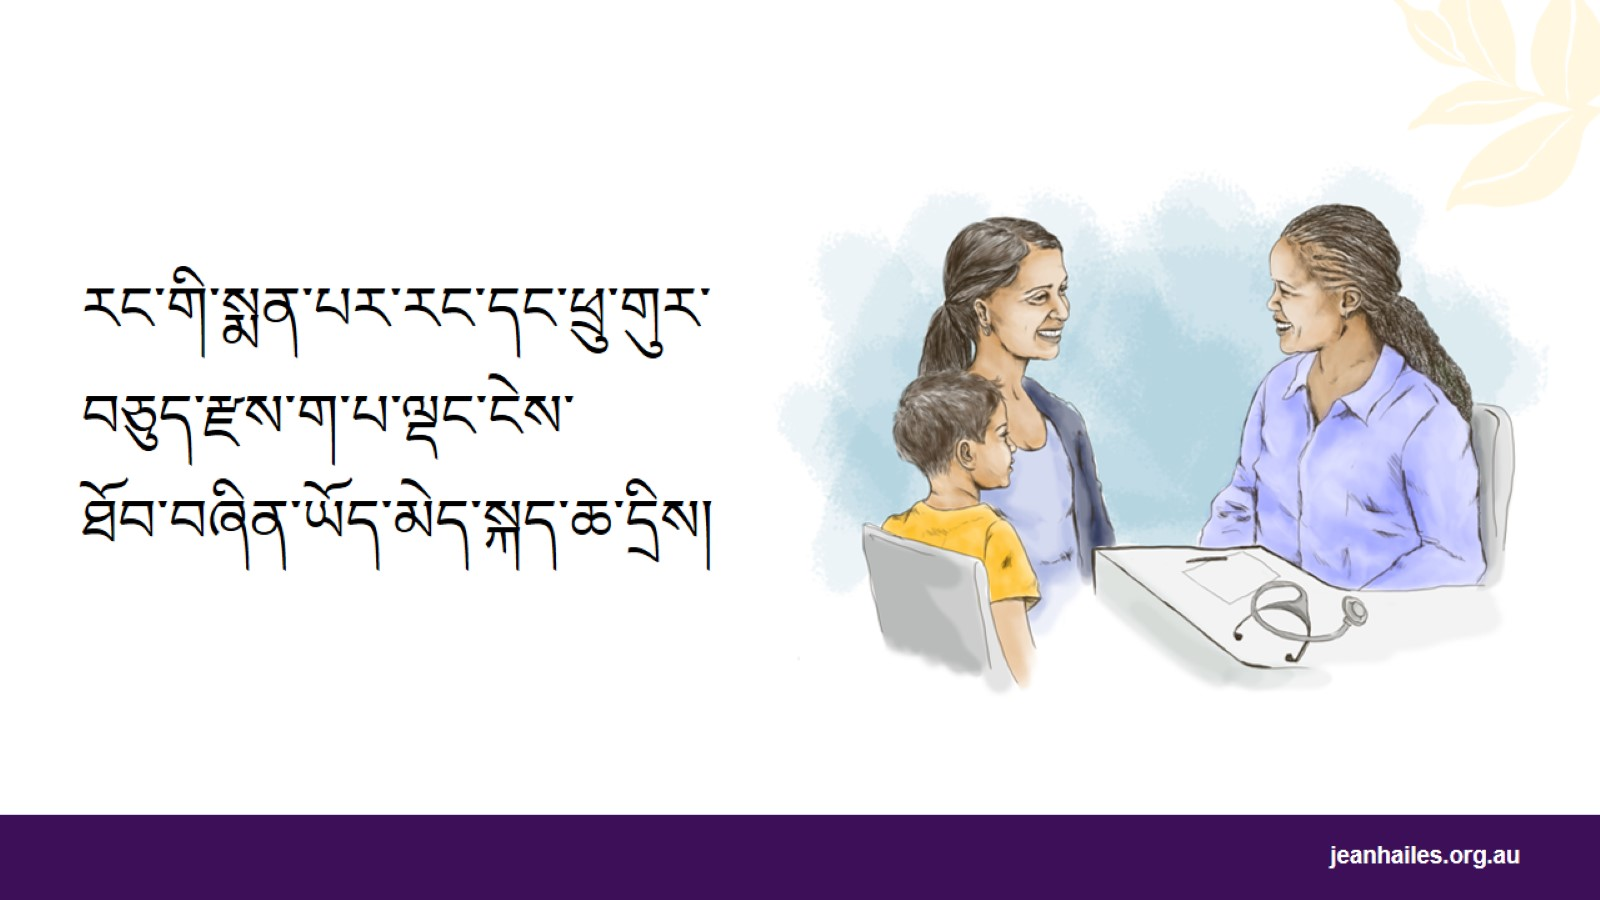 རང་གི་སྨན་པར་རང་དང་ཕྲུ་གུར་
བཅུད་རྫས་ག་པ་ལྡང་ངེས་
ཐོབ་བཞིན་ཡོད་མེད་སྐད་ཆ་དྲིས།
jeanhailes.org.au